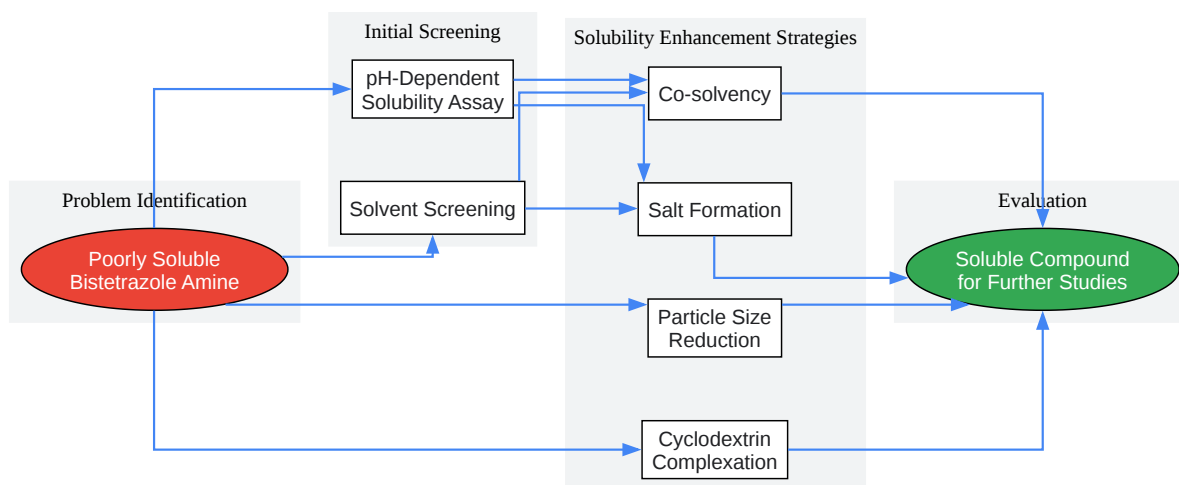 Initial Screening
pH-Dependent
Solubility Assay
Solvent Screening
Solubility Enhancement Strategies
Co-solvency
Salt Formation
Particle Size
Reduction
Cyclodextrin
Complexation
Problem Identification
Poorly Soluble
Bistetrazole Amine
Evaluation
Soluble Compound
for Further Studies